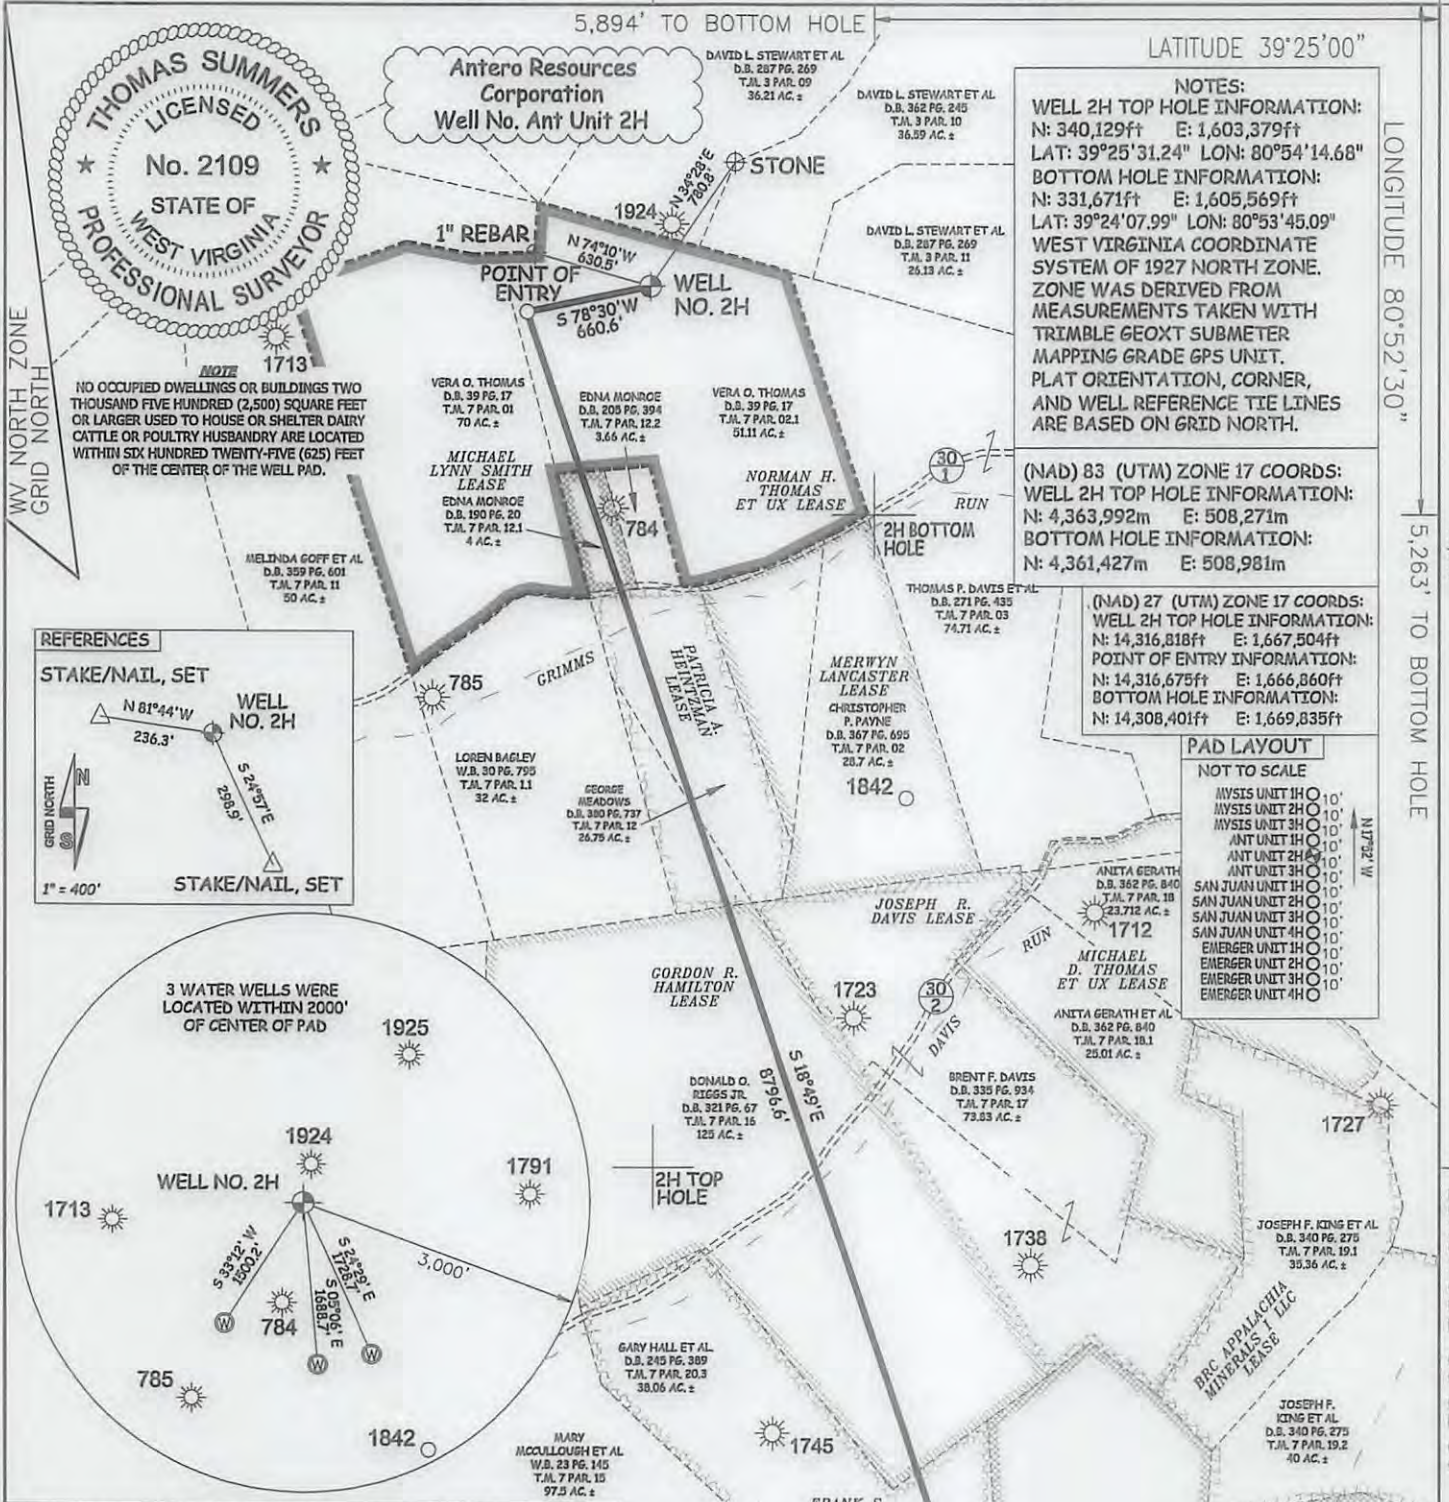 5,894' TO BOTTOM HOLE
LATITUDE 39°25'00"
LONGITUDE 80°52'30"
5,263' TO BOTTOM HOLE
THOMAS SUMMERS
LICENSED
No. 2109
STATE OF
WEST VIRGINIA
PROFESSIONAL SURVEYOR
WV NORTH ZONE
GRID NORTH
Antero Resources
Corporation
Well No. Ant Unit 2H
DAVID L. STEWART ET AL
D.B. 287 PG. 269
T.M. 3 PAR. 09
36.21 AC. ±
DAVID L. STEWART ET AL
D.B. 362 PG. 245
T.M. 3 PAR. 10
36.59 AC. ±
DAVID L. STEWART ET AL
D.B. 287 PG. 269
T.M. 3 PAR. 11
26.13 AC. ±
STONE
N 34°28'E
780.8'
1924
1" REBAR
N 74°10'W
630.5'
POINT OF
ENTRY
WELL
NO. 2H
S 78°30'W
660.6'
1713
NOTE
NO OCCUPIED DWELLINGS OR BUILDINGS TWO
THOUSAND FIVE HUNDRED (2,500) SQUARE FEET
OR LARGER USED TO HOUSE OR SHELTER DAIRY
CATTLE OR POULTRY HUSBANDRY ARE LOCATED
WITHIN SIX HUNDRED TWENTY-FIVE (625) FEET
OF THE CENTER OF THE WELL PAD.
NOTES:
WELL 2H TOP HOLE INFORMATION:
N: 340,129ft E: 1,603,379ft
LAT: 39°25'31.24" LON: 80°54'14.68"
BOTTOM HOLE INFORMATION:
N: 331,671ft E: 1,605,569ft
LAT: 39°24'07.99" LON: 80°53'45.09"
WEST VIRGINIA COORDINATE
SYSTEM OF 1927 NORTH ZONE.
ZONE WAS DERIVED FROM
MEASUREMENTS TAKEN WITH
TRIMBLE GEOXT SUBMETER
MAPPING GRADE GPS UNIT.
PLAT ORIENTATION, CORNER,
AND WELL REFERENCE TIE LINES
ARE BASED ON GRID NORTH.
(NAD) 83 (UTM) ZONE 17 COORDS:
WELL 2H TOP HOLE INFORMATION:
N: 4,363,992m E: 508,271m
BOTTOM HOLE INFORMATION:
N: 4,361,427m E: 508,981m
(NAD) 27 (UTM) ZONE 17 COORDS:
WELL 2H TOP HOLE INFORMATION:
N: 14,316,818ft E: 1,667,504ft
POINT OF ENTRY INFORMATION:
N: 14,316,675ft E: 1,666,860ft
BOTTOM HOLE INFORMATION:
N: 14,308,401ft E: 1,669,835ft
VERA O. THOMAS
D.B. 39 PG. 17
T.M. 7 PAR. 01
70 AC. ±
EDNA MONROE
D.B. 205 PG. 394
T.M. 7 PAR. 12.2
3.66 AC. ±
VERA O. THOMAS
D.B. 39 PG. 17
T.M. 7 PAR. 02.1
51.11 AC. ±
MICHAEL
LYNN SMITH
LEASE
EDNA MONROE
D.B. 190 PG. 20
T.M. 7 PAR. 12.1
4 AC. ±
784
NORMAN H.
THOMAS
ET UX LEASE
30
1
RUN
2H BOTTOM
HOLE
MELINDA GOFF ET AL
D.B. 359 PG. 601
T.M. 7 PAR. 11
50 AC. ±
THOMAS P. DAVIS ET AL
D.B. 271 PG. 435
T.M. 7 PAR. 03
74.71 AC. ±
REFERENCES
STAKE/NAIL, SET
N 81°44'W
236.3'
WELL
NO. 2H
S 24°57'E
298.9'
GRID NORTH
N
S
1" = 400'
STAKE/NAIL, SET
785
GRIMMS
PATRICIA A.
HEINTZMAN
LEASE
MERWYN
LANCASTER
LEASE
CHRISTOPHER
P. PAYNE
D.B. 367 PG. 695
T.M. 7 PAR. 02
28.7 AC. ±
1842
LOREN BAGLEY
W.B. 30 PG. 795
T.M. 7 PAR. 1.1
32 AC. ±
GEORGE
MEADOWS
D.B. 380 PG. 737
T.M. 7 PAR. 12
26.75 AC. ±
PAD LAYOUT
NOT TO SCALE
MYSIS UNIT 1H 10'
MYSIS UNIT 2H 10'
MYSIS UNIT 3H 10'
ANT UNIT 1H 10'
ANT UNIT 2H 10'
ANT UNIT 3H 10'
SAN JUAN UNIT 1H 10'
SAN JUAN UNIT 2H 10'
SAN JUAN UNIT 3H 10'
SAN JUAN UNIT 4H 10'
EMERGER UNIT 1H 10'
EMERGER UNIT 2H 10'
EMERGER UNIT 3H 10'
EMERGER UNIT 4H
N 17°52' W
ANITA GERATH
D.B. 362 PG. 840
T.M. 7 PAR. 18
23.712 AC. ±
1712
JOSEPH R.
DAVIS LEASE
RUN
MICHAEL
D. THOMAS
ET UX LEASE
GORDON R.
HAMILTON
LEASE
1723
30
2
DAVIS
ANITA GERATH ET AL
D.B. 362 PG. 840
T.M. 7 PAR. 18.1
25.01 AC. ±
DONALD O.
RIGGS JR.
D.B. 321 PG. 67
T.M. 7 PAR. 16
125 AC. ±
S 18°49'E
8796.6'
BRENT F. DAVIS
D.B. 335 PG. 934
T.M. 7 PAR. 17
73.83 AC. ±
1727
3 WATER WELLS WERE
LOCATED WITHIN 2000'
OF CENTER OF PAD
1925
1924
WELL NO. 2H
1791
1713
S 33°12' W
1500.2'
S 24°29' E
1728.7'
S 05°06' E
1688.7'
3,000'
784
W
W
W
785
1842
2H TOP
HOLE
1738
JOSEPH F. KING ET AL
D.B. 340 PG. 275
T.M. 7 PAR. 19.1
35.36 AC. ±
BRC APPALACHIA
MINERALS I LLC
LEASE
GARY HALL ET AL
D.B. 245 PG. 389
T.M. 7 PAR. 20.3
38.06 AC. ±
JOSEPH F.
KING ET AL
D.B. 340 PG. 275
T.M. 7 PAR. 19.2
40 AC. ±
MARY
MCCULLOUGH ET AL
W.B. 23 PG. 145
T.M. 7 PAR. 15
97.5 AC. ±
1745